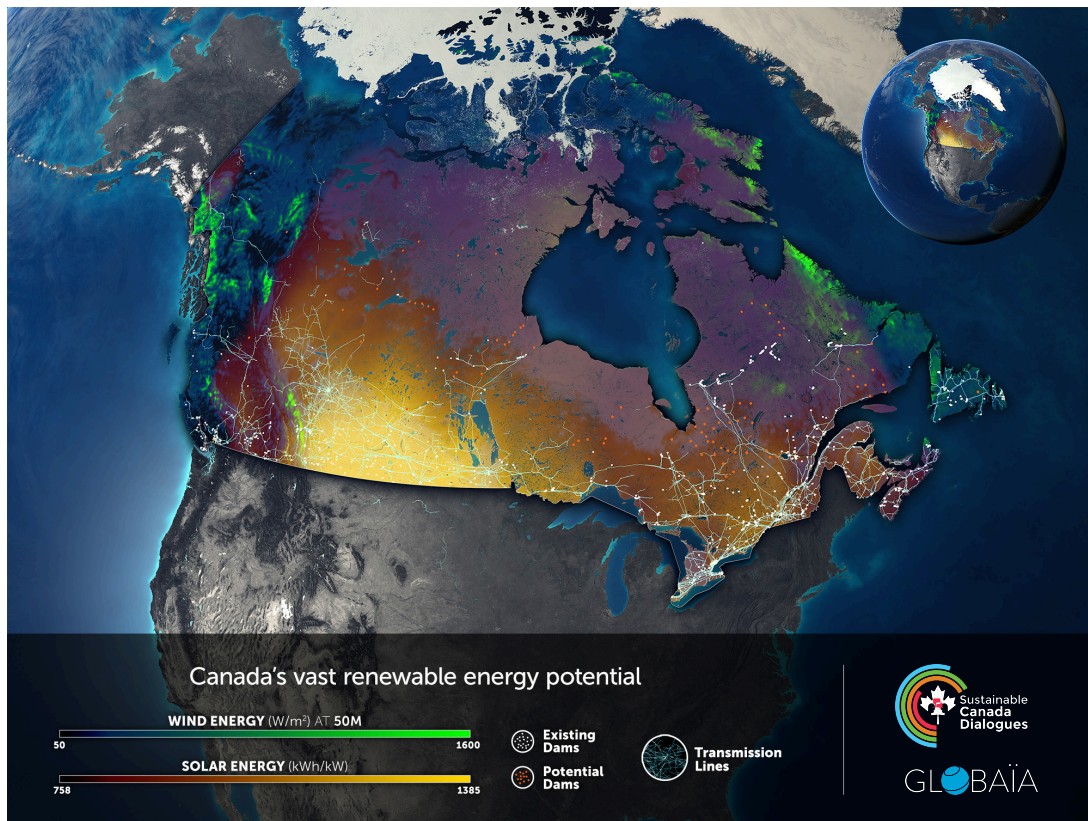 Canada's vast renewable energy potential
WIND ENERGY (W/m²) AT 50M
50 1600
SOLAR ENERGY (kWh/kW)
758 1385
Existing
Dams
Potential
Dams
Transmission
Lines
Sustainable
Canada
Dialogues
GLOBAÏA